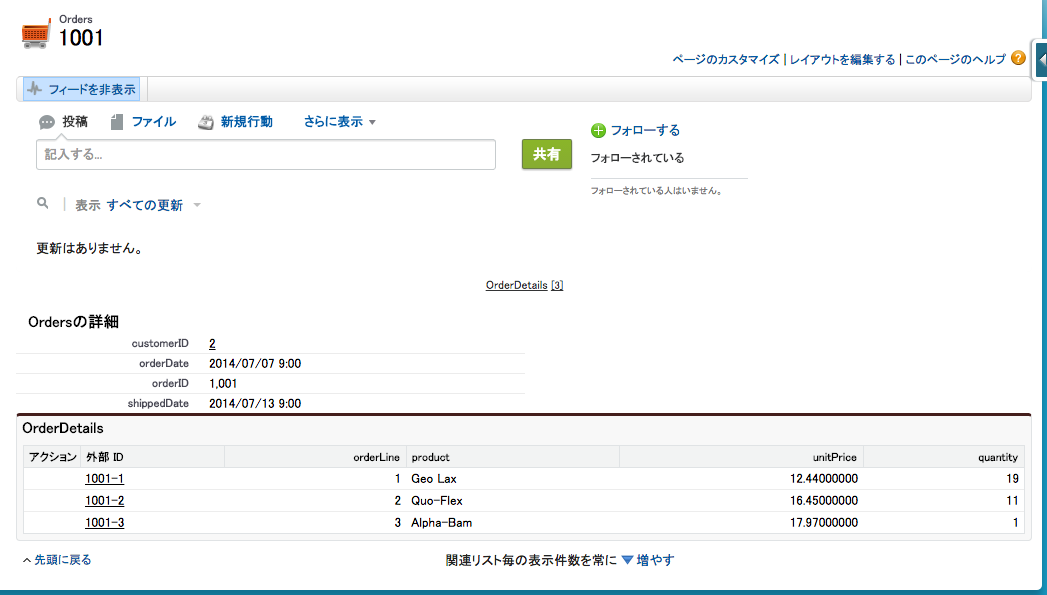 Orders
1001
ページのカスタマイズ | レイアウトを編集する | このページのヘルプ ?
フィードを非表示
投稿 ファイル 新規行動 さらに表示
記入する...
共有
フォローする
フォローされている
フォローされている人はいません。
表示 すべての更新
更新はありません。
OrderDetails [3]
Ordersの詳細
customerID 2
orderDate 2014/07/07 9:00
orderID 1,001
shippedDate 2014/07/13 9:00
OrderDetails
アクション 外部 ID orderLine product unitPrice quantity
1001-1 1 Geo Lax 12.44000000 19
1001-2 2 Quo-Flex 16.45000000 11
1001-3 3 Alpha-Bam 17.97000000 1
先頭に戻る
関連リスト毎の表示件数を常に 増やす